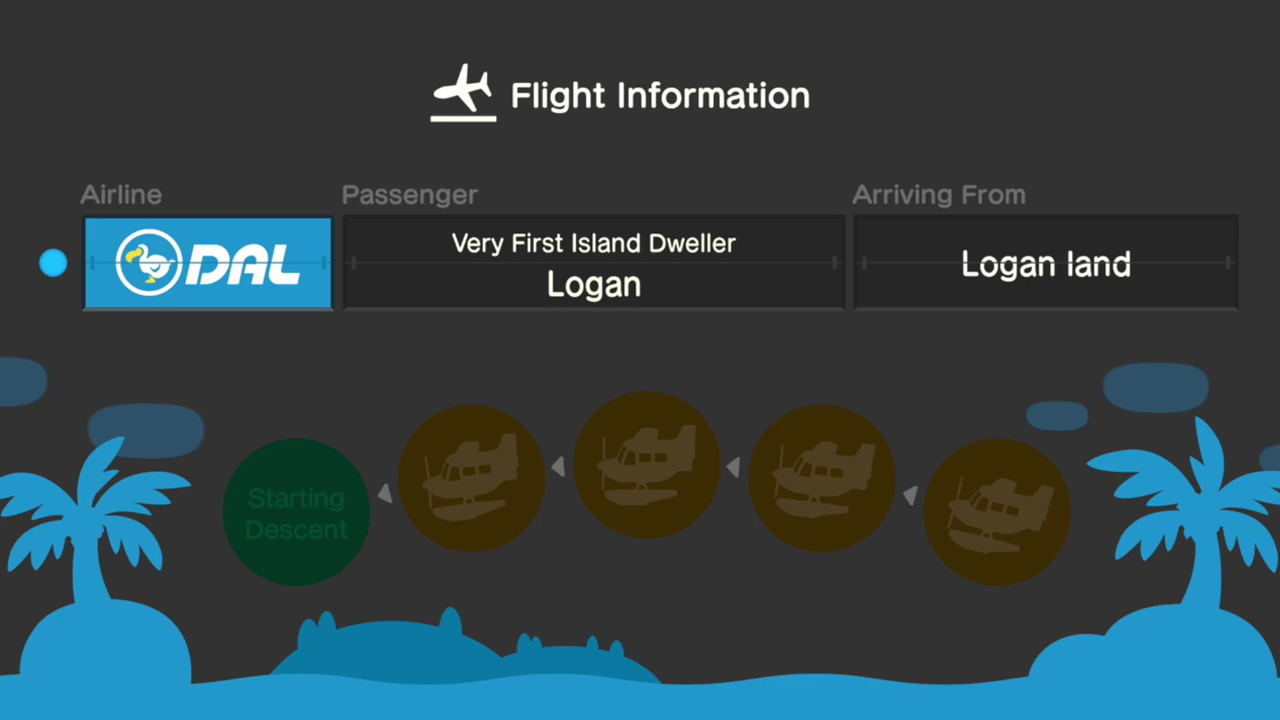 Flight Information
Airline
Passenger
Arriving From
DAL
Very First Island Dweller
Logan
Logan land
Starting
Descent